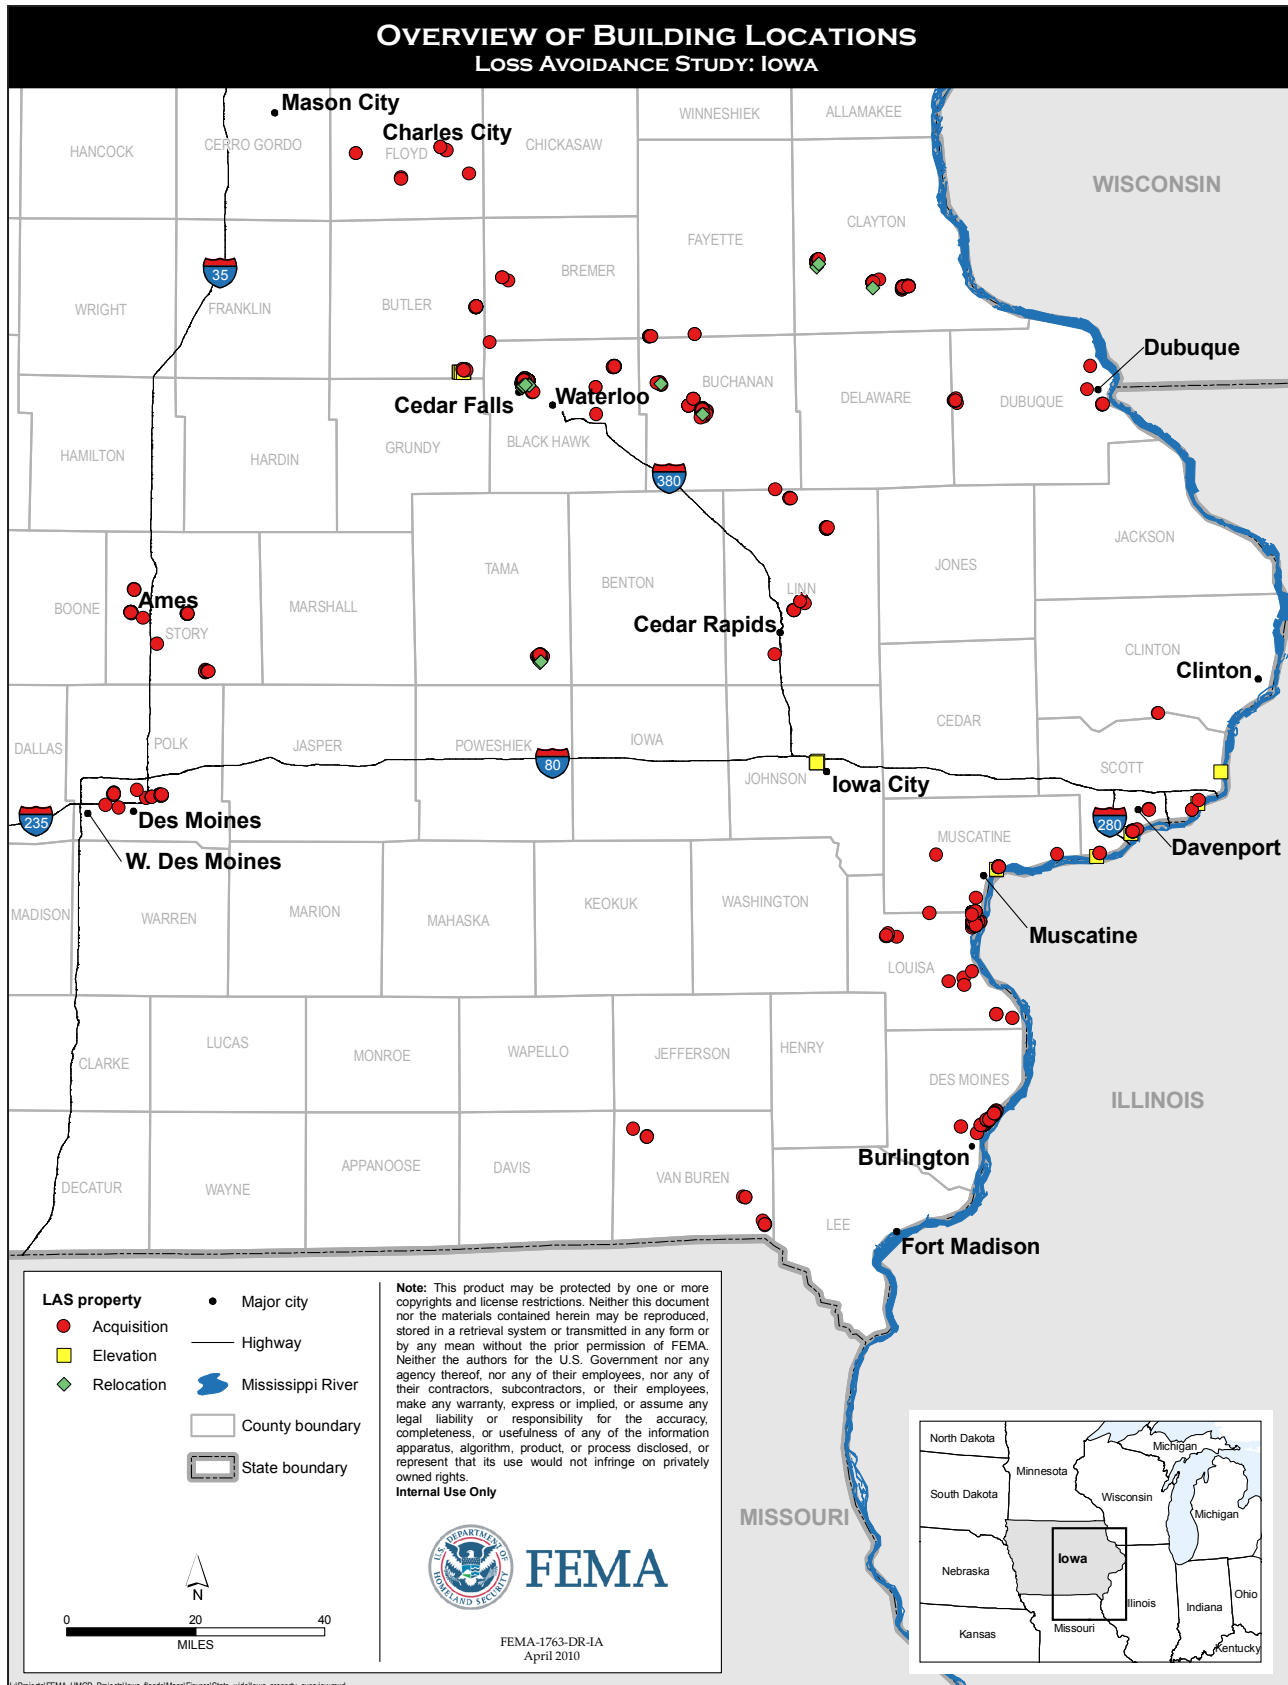 OVERVIEW OF BUILDING LOCATIONS
LOSS AVOIDANCE STUDY: IOWA
Mason City
Charles City
HANCOCK
CERRO GORDO
FLOYD
CHICKASAW
WINNESHIEK
ALLAMAKEE
WISCONSIN
CLAYTON
FAYETTE
BREMER
35
WRIGHT
FRANKLIN
BUTLER
Dubuque
Cedar Falls
Waterloo
BUCHANAN
DELAWARE
DUBUQUE
BLACK HAWK
GRUNDY
HAMILTON
HARDIN
380
JACKSON
TAMA
BENTON
LINN
JONES
Ames
BOONE
STORY
MARSHALL
Cedar Rapids
CLINTON
Clinton
CEDAR
DALLAS
POLK
JASPER
POWESHIEK
IOWA
80
JOHNSON
Iowa City
SCOTT
235
Des Moines
W. Des Moines
280
Davenport
MUSCATINE
Muscatine
MADISON
WARREN
MARION
MAHASKA
KEOKUK
WASHINGTON
LOUISA
CLARKE
LUCAS
MONROE
WAPELLO
JEFFERSON
HENRY
DES MOINES
ILLINOIS
Burlington
DECATUR
WAYNE
APPANOOSE
DAVIS
VAN BUREN
LEE
Fort Madison
LAS property
Acquisition
Elevation
Relocation
Major city
Highway
Mississippi River
County boundary
State boundary
N
0 20 40
MILES
Note: This product may be protected by one or more
copyrights and license restrictions. Neither this document
nor the materials contained herein may be reproduced,
stored in a retrieval system or transmitted in any form or
by any mean without the prior permission of FEMA.
Neither the authors for the U.S. Government nor any
agency thereof, nor any of their employees, nor any of
their contractors, subcontractors, or their employees,
make any warranty, express or implied, or assume any
legal liability or responsibility for the accuracy,
completeness, or usefulness of any of the information
apparatus, algorithm, product, or process disclosed, or
represent that its use would not infringe on privately
owned rights.
Internal Use Only
U.S. DEPARTMENT OF
HOMELAND SECURITY
FEMA
FEMA-1763-DR-IA
April 2010
MISSOURI
North Dakota
Minnesota
Michigan
South Dakota
Wisconsin
Michigan
Iowa
Nebraska
Illinois
Indiana
Ohio
Kansas
Missouri
Kentucky